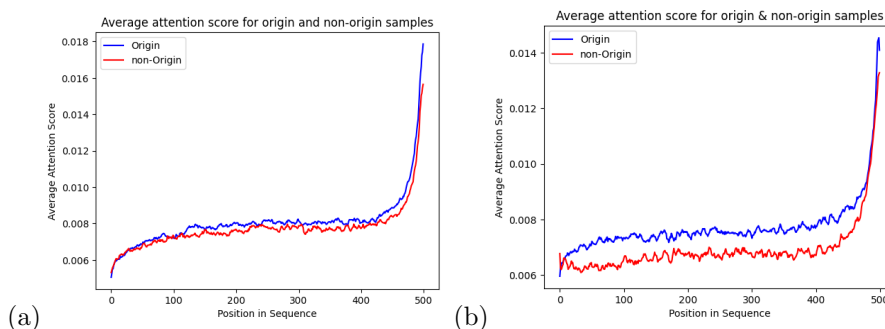 Average attention score for origin and non-origin samples
Origin
non-Origin
Average Attention Score
0.018
0.016
0.014
0.012
0.010
0.008
0.006
0 100 200 300 400 500
Position in Sequence
(a)
Average attention score for origin & non-origin samples
Origin
non-Origin
Average Attention Score
0.014
0.012
0.010
0.008
0.006
0 100 200 300 400 500
Position in Sequence
(b)